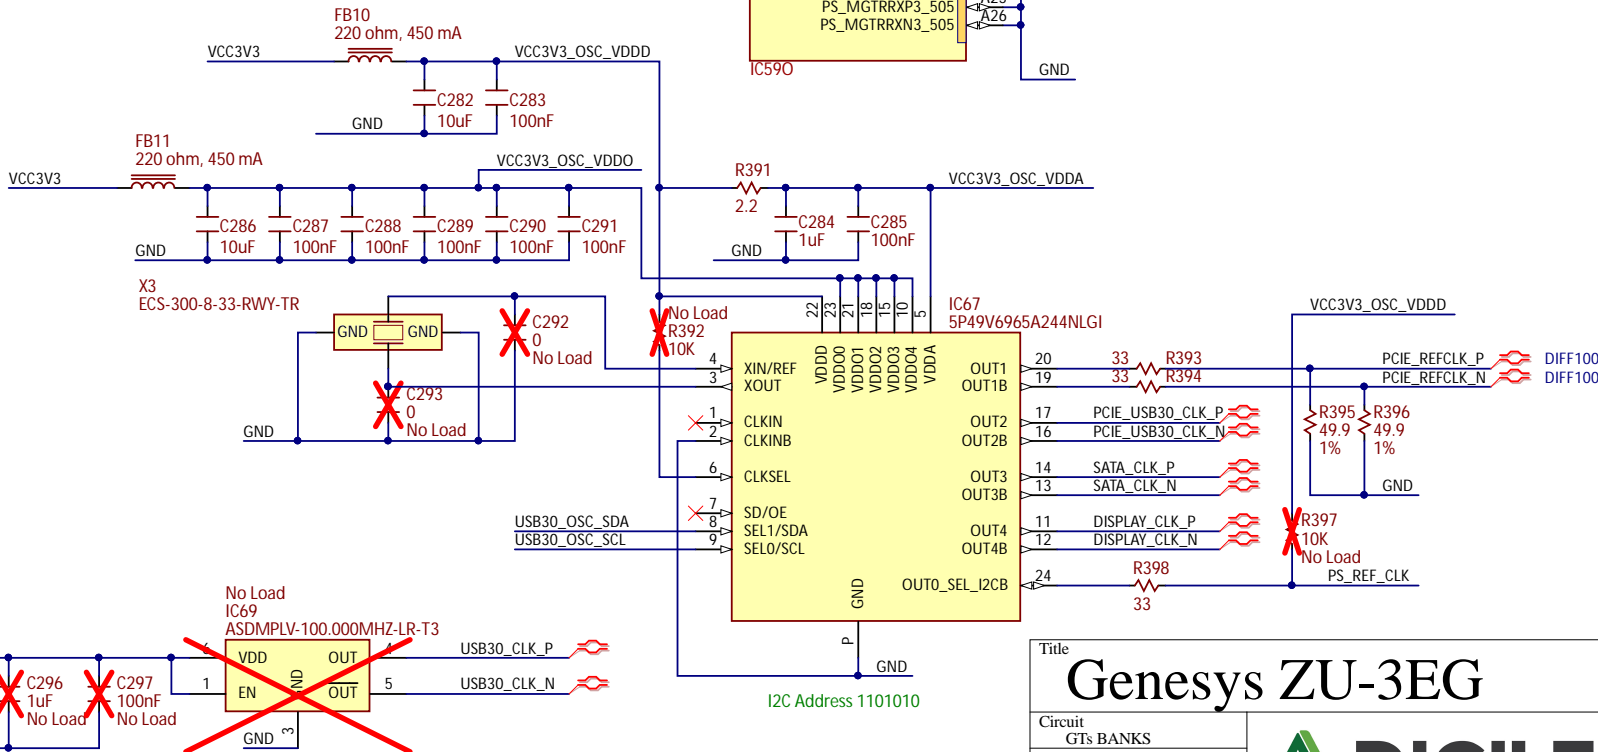 PS_MGTRRXP3_505
PS_MGTRRXN3_505 A26
IC59O
GND
FB10
220 ohm, 450 mA
VCC3V3
VCC3V3_OSC_VDDD
C282
10uF
C283
100nF
GND
FB11
220 ohm, 450 mA
VCC3V3
VCC3V3_OSC_VDDO
C286
10uF
C287
100nF
C288
100nF
C289
100nF
C290
100nF
C291
100nF
GND
R391
2.2
VCC3V3_OSC_VDDA
C284
1uF
C285
100nF
GND
X3
ECS-300-8-33-RWY-TR
GND GND
C292
0
No Load
C293
0
No Load
GND
No Load
R392
10K
IC67
5P49V6965A244NLGI
22 23 21 18 15 10 5
VDDD VDDO0 VDDO1 VDDO2 VDDO3 VDDO4 VDDA
4 XIN/REF
3 XOUT
1 CLKIN
2 CLKINB
6 CLKSEL
7 SD/OE
USB30_OSC_SDA 8 SEL1/SDA
USB30_OSC_SCL 9 SEL0/SCL
OUT1 20 33 R393 PCIE_REFCLK_P DIFF100
OUT1B 19 33 R394 PCIE_REFCLK_N DIFF100
OUT2 17 PCIE_USB30_CLK_P
OUT2B 16 PCIE_USB30_CLK_N
OUT3 14 SATA_CLK_P
OUT3B 13 SATA_CLK_N
OUT4 11 DISPLAY_CLK_P
OUT4B 12 DISPLAY_CLK_N
OUT0_SEL_I2CB 24 R398 PS_REF_CLK
33
GND
P
GND
VCC3V3_OSC_VDDD
R395
49.9
1%
R396
49.9
1%
GND
R397
10K
No Load
I2C Address 1101010
No Load
IC69
ASDMPLV-100.000MHZ-LR-T3
VDD OUT USB30_CLK_P
1 EN OUT 5 USB30_CLK_N
3
GND
C296
1uF
No Load
C297
100nF
No Load
Title
Genesys ZU-3EG
Circuit
GTs BANKS